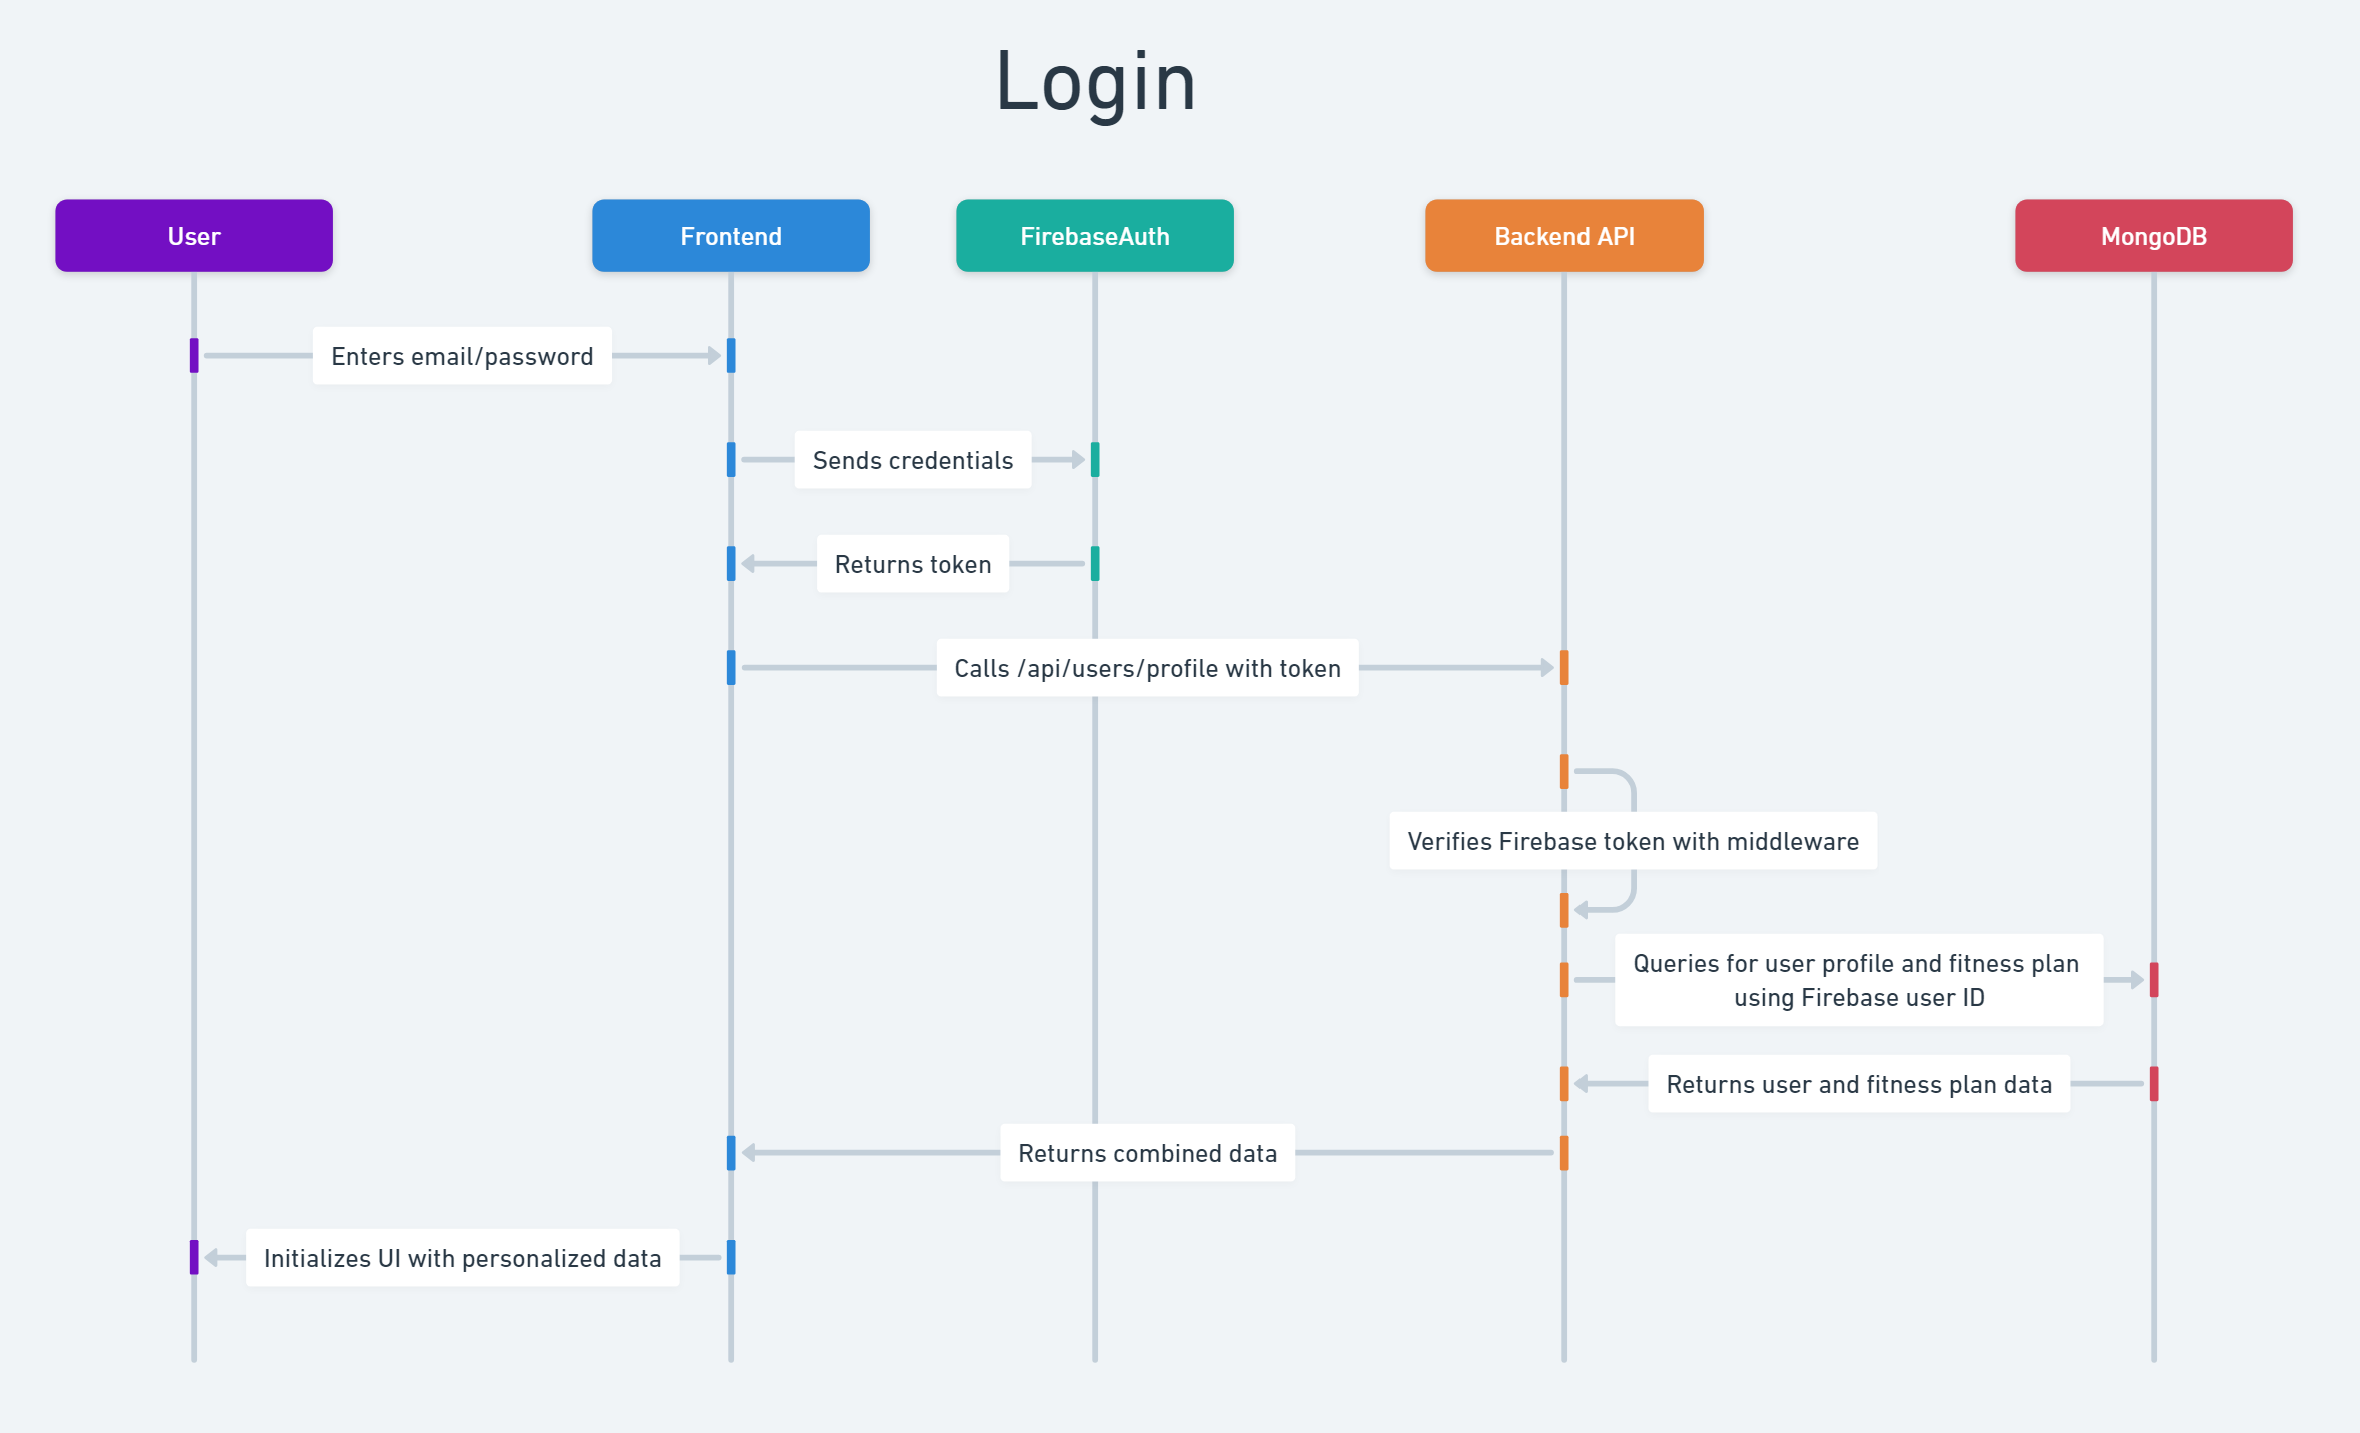 Login
User
Frontend
FirebaseAuth
Backend API
MongoDB
Enters email/password
Sends credentials
Returns token
Calls /api/users/profile with token
Verifies Firebase token with middleware
Queries for user profile and fitness plan
using Firebase user ID
Returns user and fitness plan data
Returns combined data
Initializes UI with personalized data